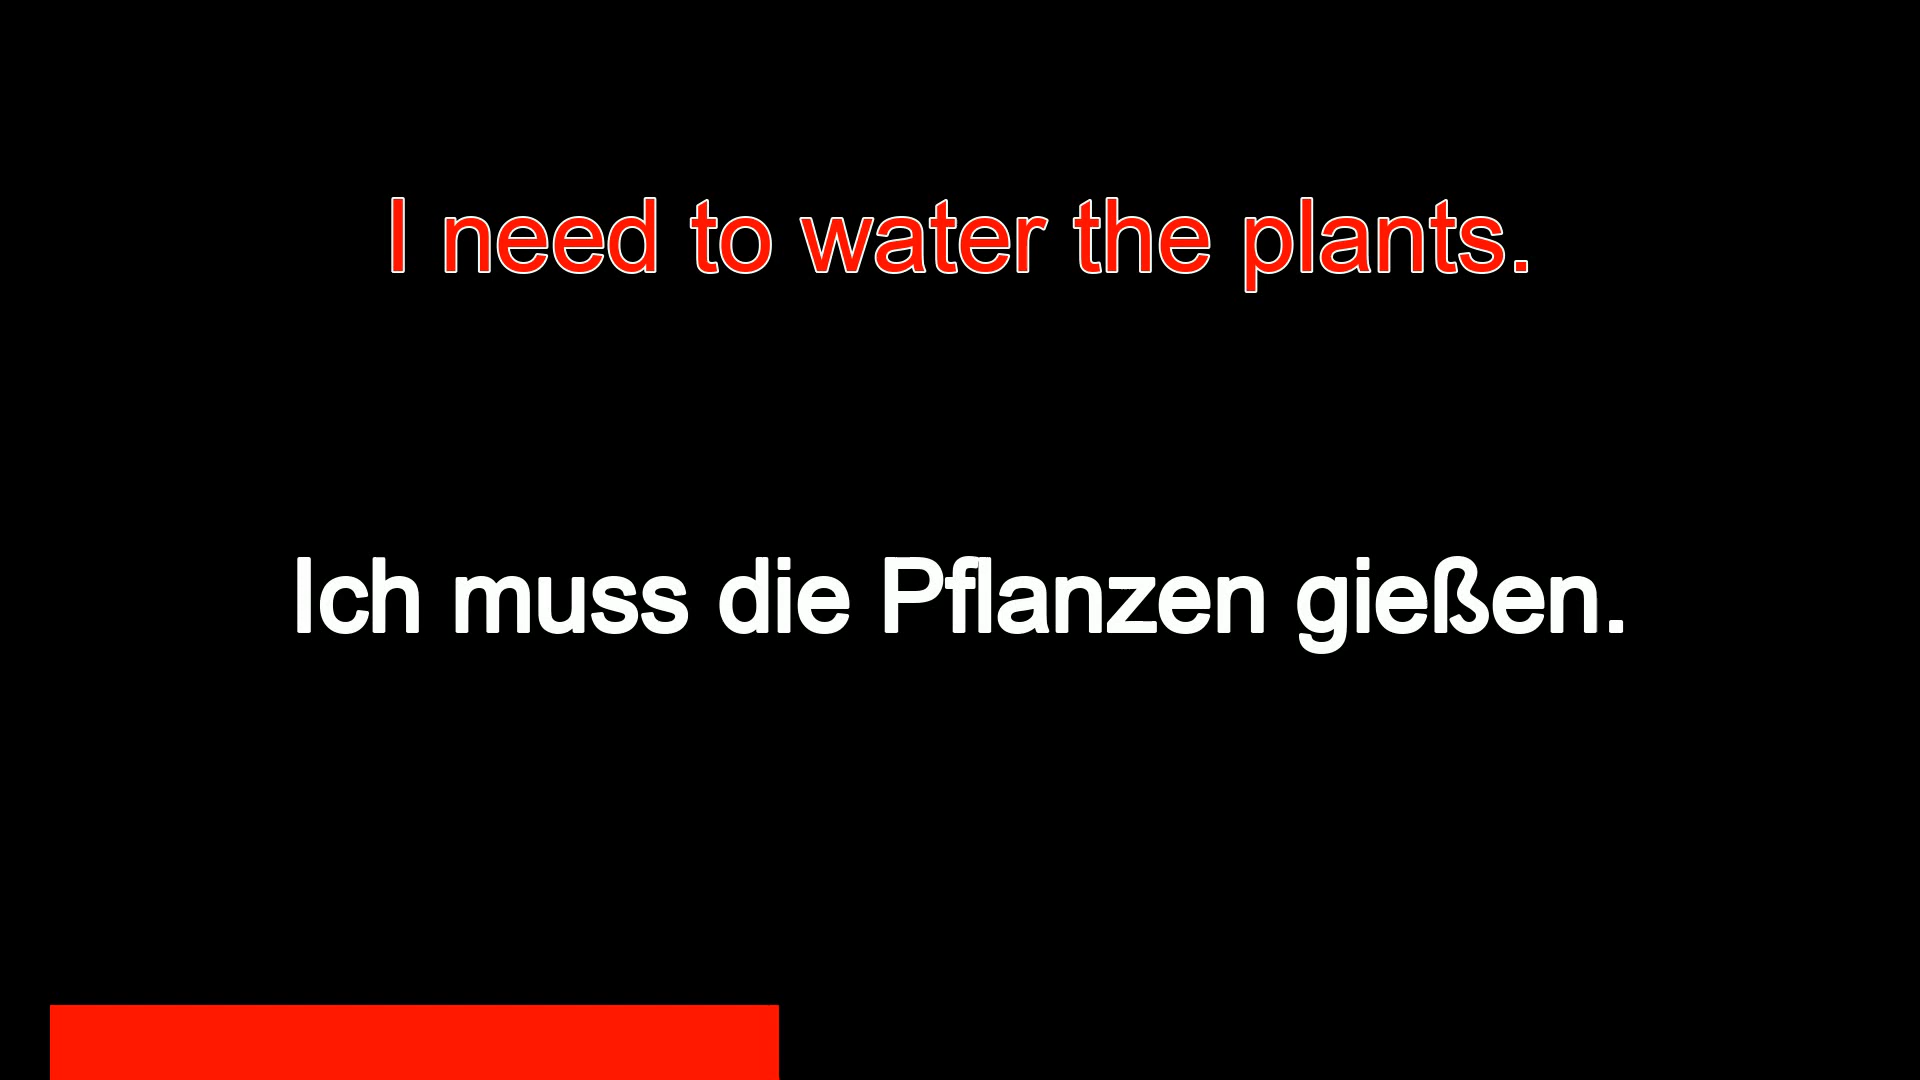 I need to water the plants.
Ich muss die Pflanzen gießen.